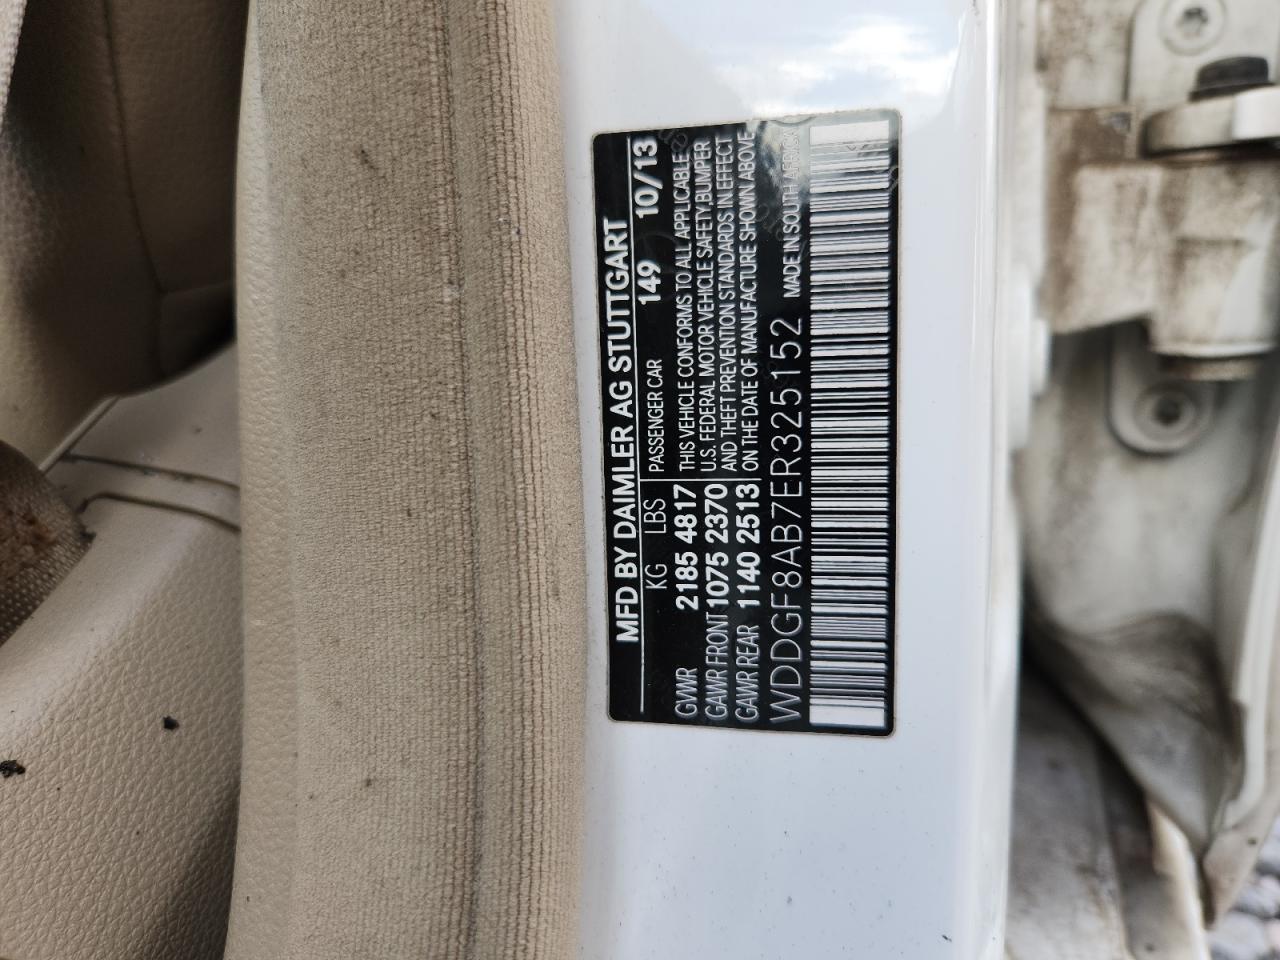 MFD BY DAIMLER AG STUTTGART
KG LBS PASSENGER CAR 149 10/13
GVWR 2185 4817 THIS VEHICLE CONFORMS TO ALL APPLICABLE
GAWR FRONT 1075 2370 U.S. FEDERAL MOTOR VEHICLE SAFETY,BUMPER
GAWR REAR 1140 2513 AND THEFT PREVENTION STANDARDS IN EFFECT
ON THE DATE OF MANUFACTURE SHOWN ABOVE
WDDGF8AB7ER325152 MADE IN SOUTH AFRICA